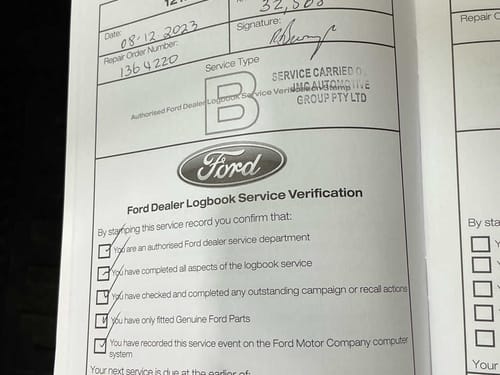 Date:
08·12 2023
Signature:
Repair Order Number:
1364220
Service Type
B
SERVICE CARRIED O
Authorised Ford Dealer Logbook Service Verification Stamp
JMG AUTOMOTIVE
GROUP PTY LTD
Ford
Ford Dealer Logbook Service Verification
By stamping this service record you confirm that:
You are an authorised Ford dealer service department
You have completed all aspects of the logbook service
You have checked and completed any outstanding campaign or recall actions
You have only fitted Genuine Ford Parts
You have recorded this service event on the Ford Motor Company computer
system
Your next service is due at the earlier of:
Repair O
By sta
Your